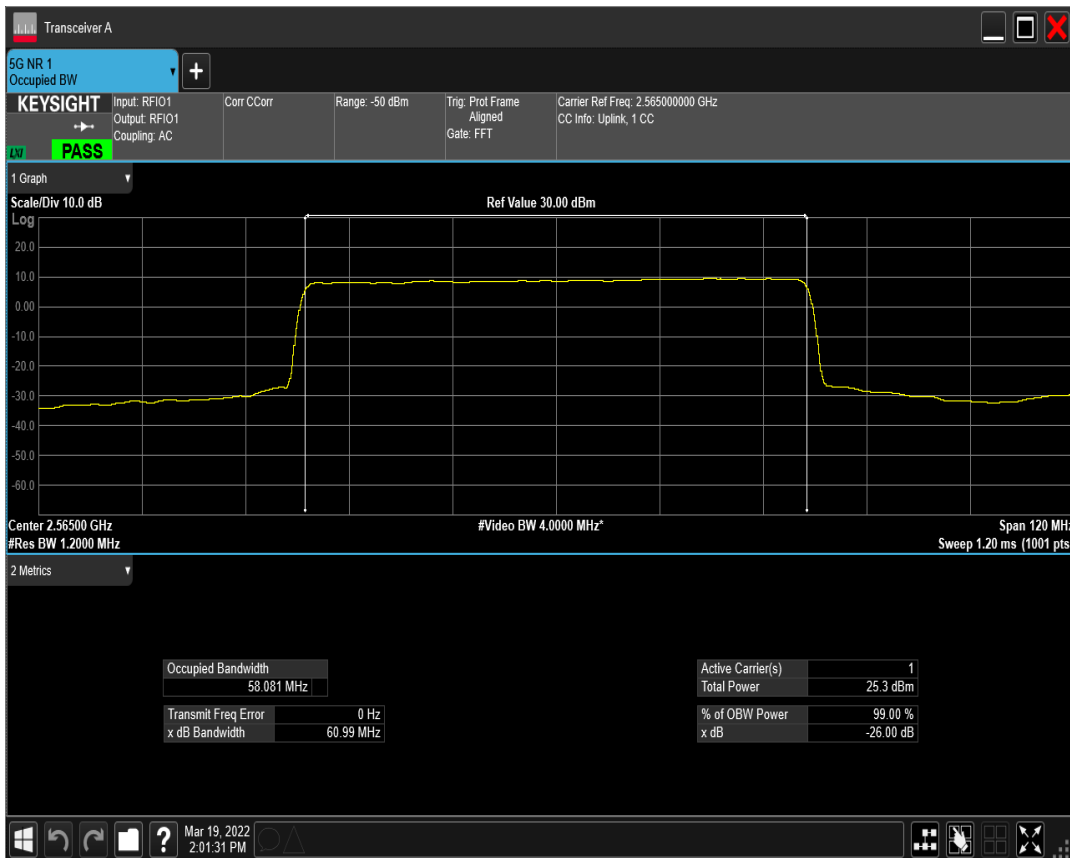 Transceiver A
5G NR 1
Occupied BW
+
KEYSIGHT
LXI
PASS
Input: RFIO1
Output: RFIO1
Coupling: AC
Corr CCorr
Range: -50 dBm
Trig: Prot Frame
Aligned
Gate: FFT
Carrier Ref Freq: 2.565000000 GHz
CC Info: Uplink, 1 CC
1 Graph
Scale/Div 10.0 dB
Ref Value 30.00 dBm
Log
20.0
10.0
0.00
-10.0
-20.0
-30.0
-40.0
-50.0
-60.0
Center 2.56500 GHz
#Video BW 4.0000 MHz*
Span 120 MHz
#Res BW 1.2000 MHz
Sweep 1.20 ms (1001 pts
2 Metrics
Occupied Bandwidth
58.081 MHz
Transmit Freq Error 0 Hz
x dB Bandwidth 60.99 MHz
Active Carrier(s) 1
Total Power 25.3 dBm
% of OBW Power 99.00 %
x dB -26.00 dB
?
Mar 19, 2022
2:01:31 PM